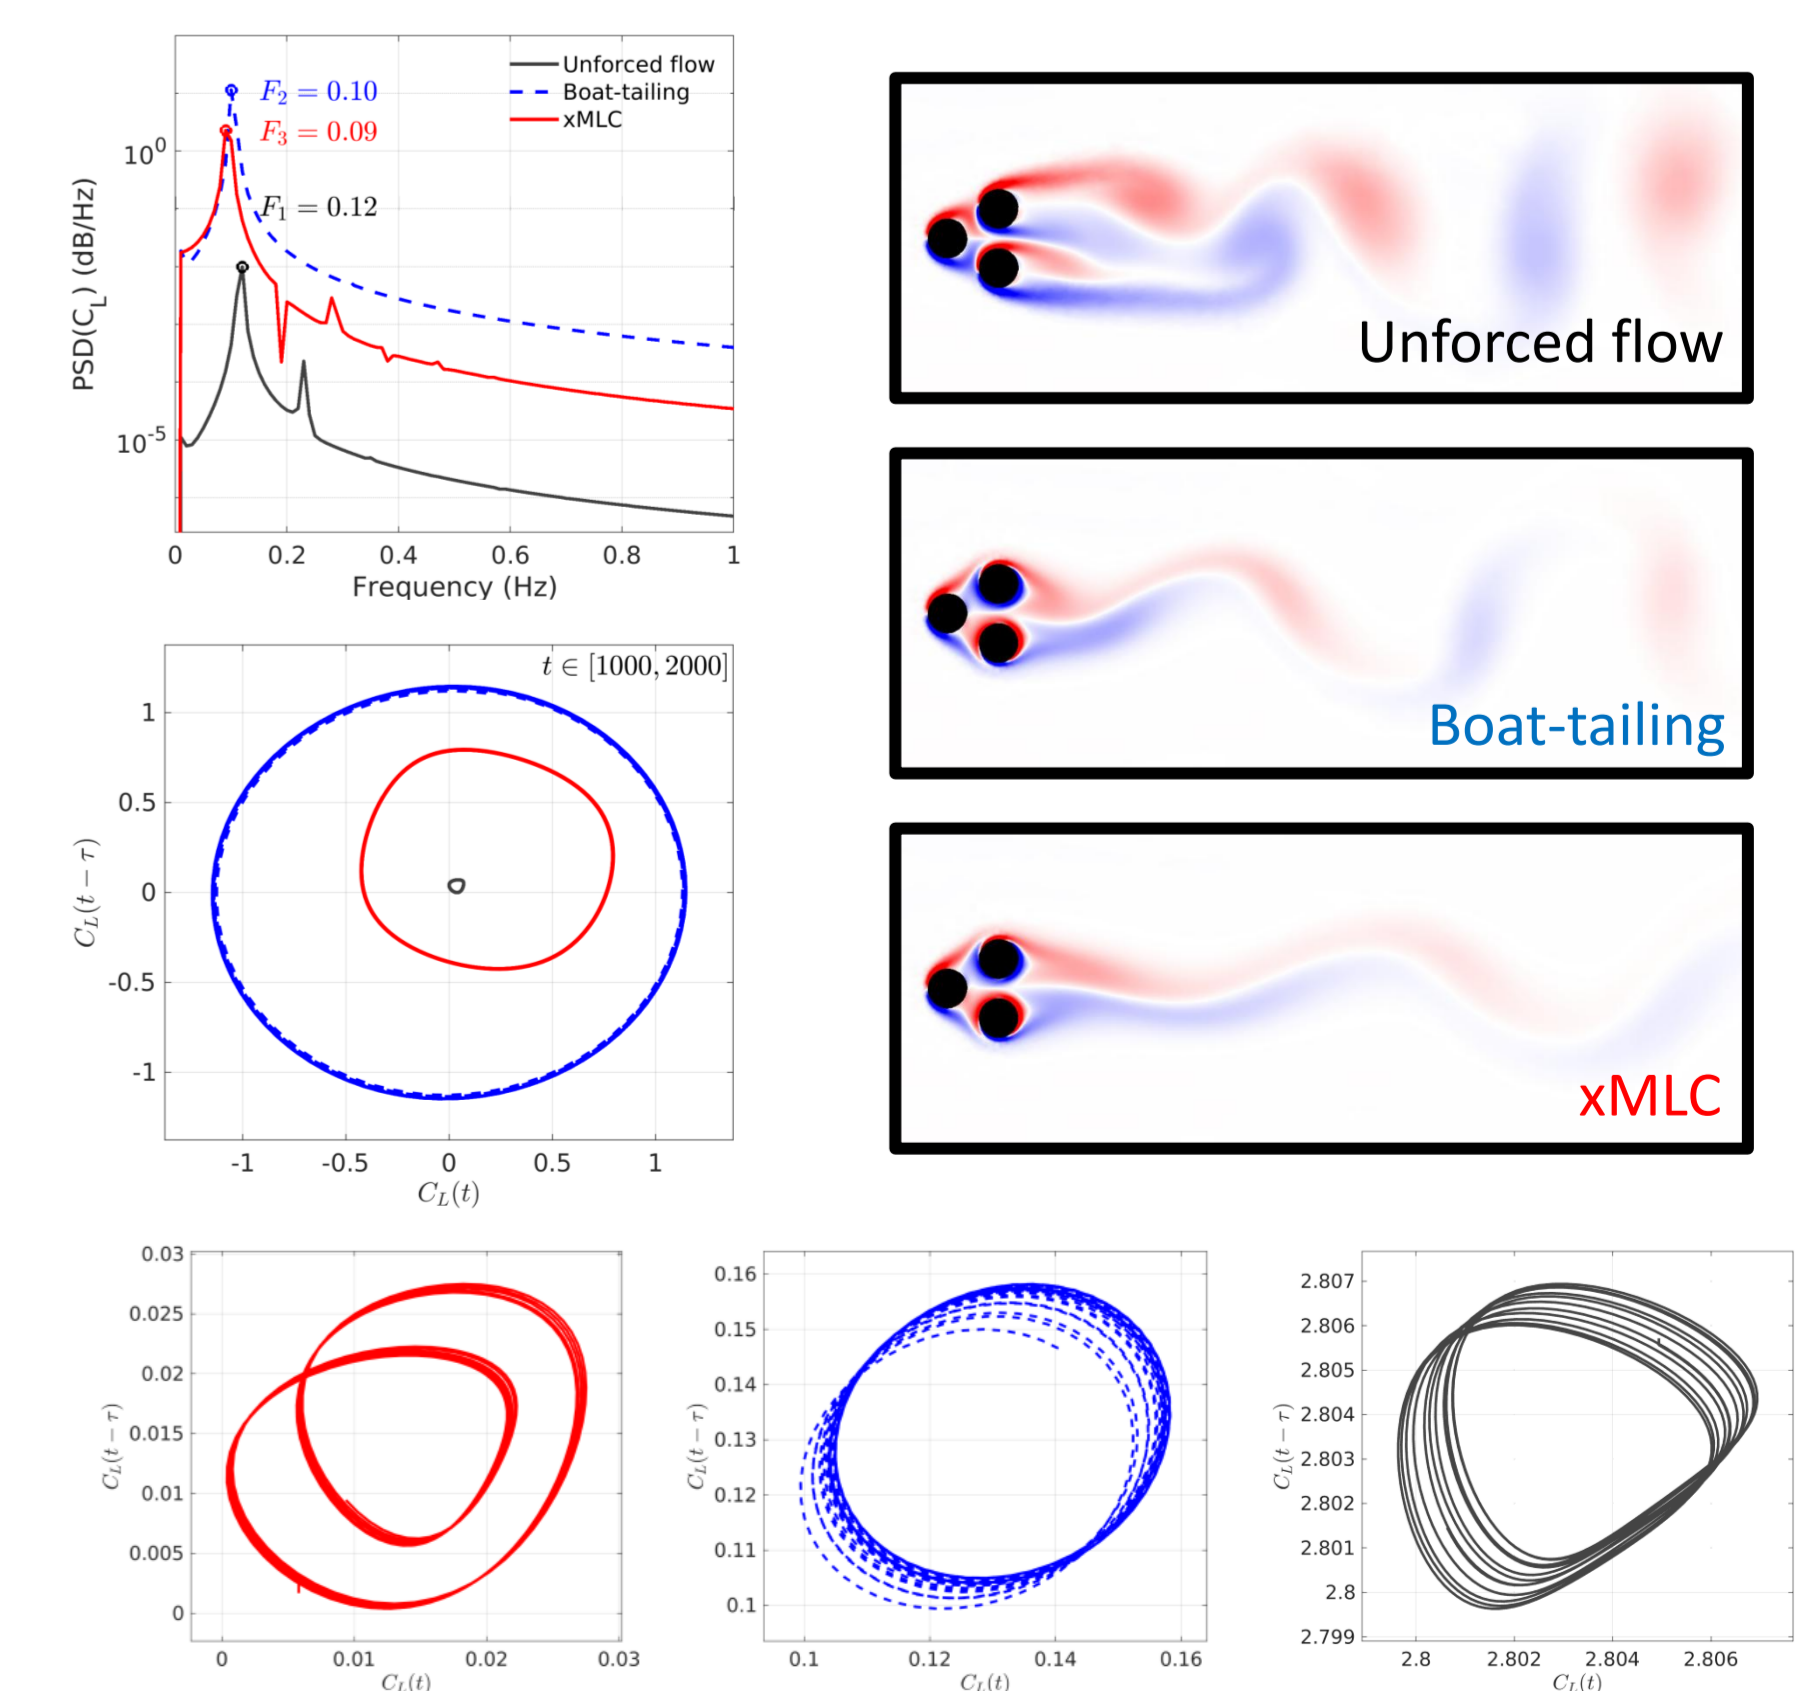 Unforced flow
Boat-tailing
xMLC
F₂ = 0.10
F₃ = 0.09
F₁ = 0.12
10⁰
10⁻⁵
PSD(C_L) (dB/Hz)
0 0.2 0.4 0.6 0.8 1
Frequency (Hz)
Unforced flow
Boat-tailing
xMLC
t ∈ [1000, 2000]
1
0.5
0
-0.5
-1
C_L(t − τ)
-1 -0.5 0 0.5 1
C_L(t)
0.03
0.025
0.02
0.015
0.01
0.005
0
C_L(t − τ)
0 0.01 0.02 0.03
C_L(t)
0.16
0.15
0.14
0.13
0.12
0.11
0.1
C_L(t − τ)
0.1 0.12 0.14 0.16
C_L(t)
2.807
2.806
2.805
2.804
2.803
2.802
2.801
2.8
2.799
C_L(t − τ)
2.8 2.802 2.804 2.806
C_L(t)